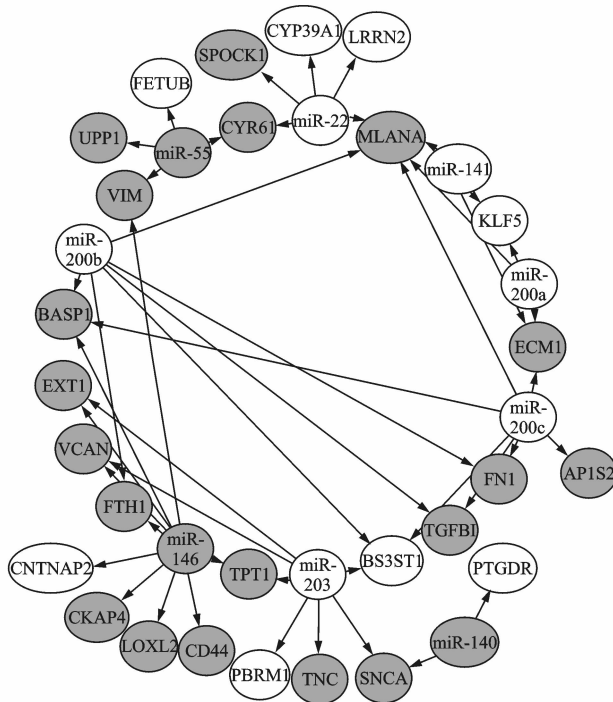 CYP39A1
LRRN2
SPOCK1
FETUB
CYR61
miR-22
MLANA
UPP1
miR-55
miR-141
VIM
KLF5
miR-
200b
miR-
200a
BASP1
ECM1
EXT1
miR-
200c
VCAN
FN1
AP1S2
FTH1
TGFBI
miR-
146
CNTNAP2
TPT1
miR-
203
BS3ST1
PTGDR
CKAP4
LOXL2
CD44
miR-140
PBRM1
TNC
SNCA